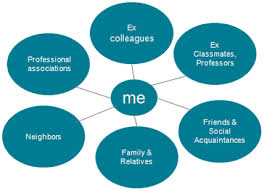 Ex
colleagues
Professional
associations
Ex
Classmates,
Professors
me
Neighbors
Friends &
Social
Acquaintances
Family &
Relatives